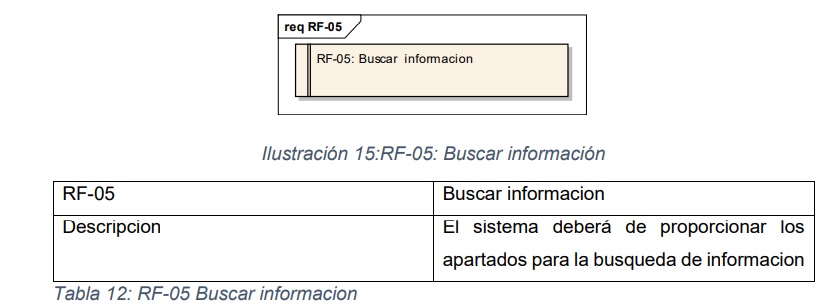 req RF-05
RF-05: Buscar informacion
Ilustración 15:RF-05: Buscar información
RF-05 Buscar informacion
Descripcion El sistema deberá de proporcionar los
apartados para la busqueda de informacion
Tabla 12: RF-05 Buscar informacion